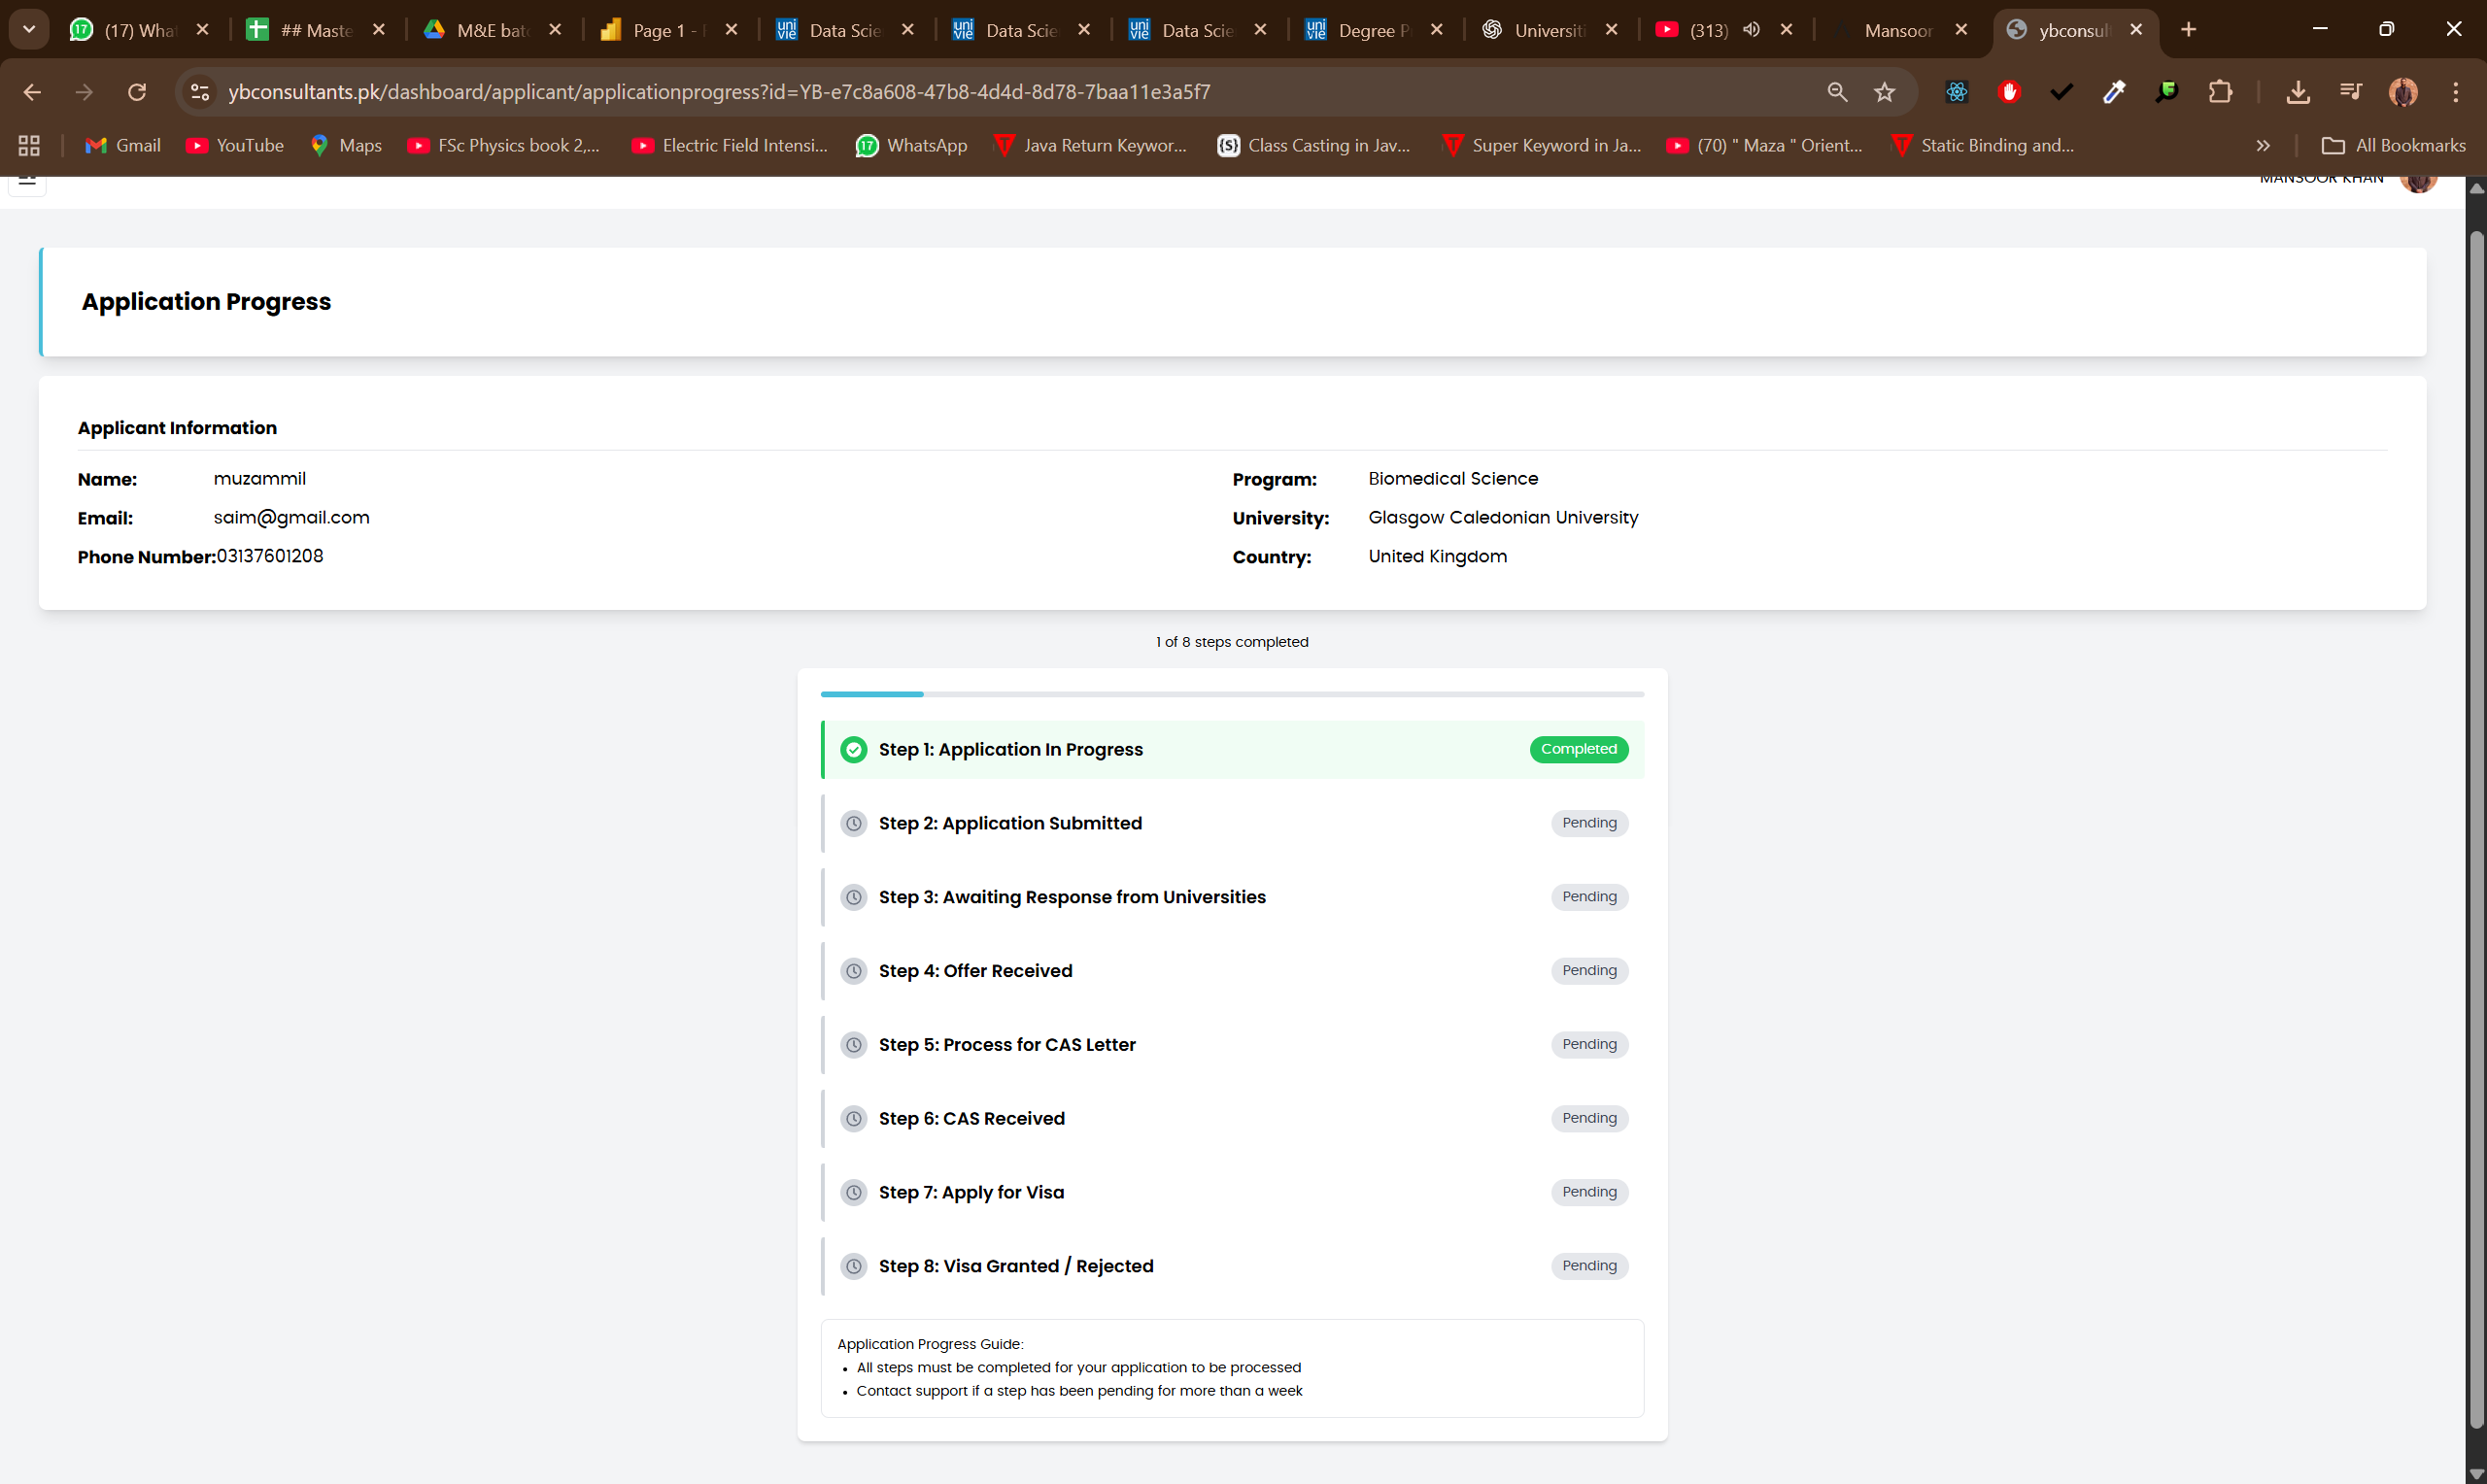 (17) What
## Maste
M&E bat
Page 1 -
uni vie Data Scie
uni vie Data Scie
uni vie Data Scie
uni vie Degree P
Universiti
(313)
Mansoor
ybconsul
ybconsultants.pk/dashboard/applicant/applicationprogress?id=YB-e7c8a608-47b8-4d4d-8d78-7baa11e3a5f7
Gmail
YouTube
Maps
FSc Physics book 2,...
Electric Field Intensi...
WhatsApp
Java Return Keywor...
Class Casting in Jav...
Super Keyword in Ja...
(70) " Maza " Orient...
Static Binding and...
All Bookmarks
MANSOOR KHAN
Application Progress
Applicant Information
Name: muzammil
Program: Biomedical Science
Email: saim@gmail.com
University: Glasgow Caledonian University
Phone Number:03137601208
Country: United Kingdom
1 of 8 steps completed
Step 1: Application In Progress Completed
Step 2: Application Submitted Pending
Step 3: Awaiting Response from Universities Pending
Step 4: Offer Received Pending
Step 5: Process for CAS Letter Pending
Step 6: CAS Received Pending
Step 7: Apply for Visa Pending
Step 8: Visa Granted / Rejected Pending
Application Progress Guide:
• All steps must be completed for your application to be processed
• Contact support if a step has been pending for more than a week